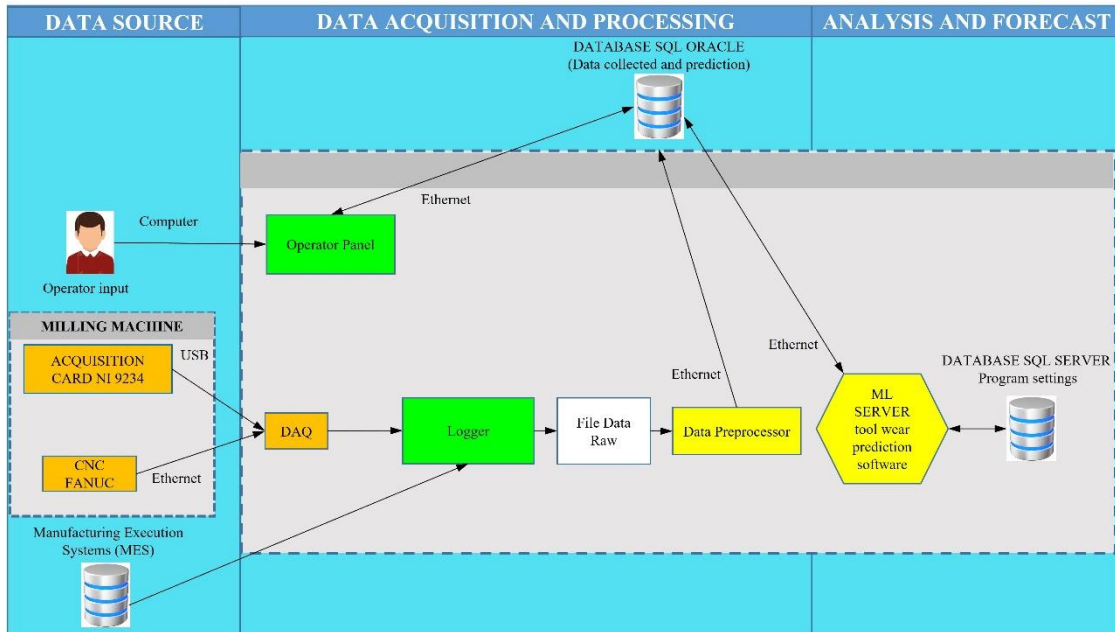 DATA SOURCE
DATA ACQUISITION AND PROCESSING
ANALYSIS AND FORECAST
DATABASE SQL ORACLE
(Data collected and prediction)
Ethernet
Computer
Operator Panel
Operator input
MILLING MACHINE
USB
ACQUISITION
CARD NI 9234
Ethernet
DATABASE SQL SERVER
Program settings
Ethernet
ML
SERVER
tool wear
prediction
software
DAQ
Logger
File Data
Raw
Data Preprocessor
CNC
FANUC
Ethernet
Manufacturing Execution
Systems (MES)